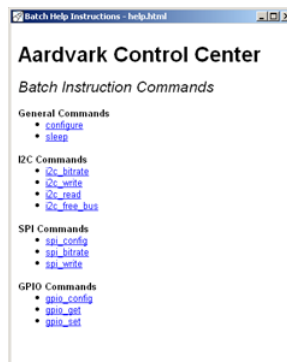 Batch Help Instructions - help.html
Aardvark Control Center
Batch Instruction Commands
General Commands
configure
sleep
I2C Commands
i2c_bitrate
i2c_write
i2c_read
i2c_free_bus
SPI Commands
spi_config
spi_bitrate
spi_write
GPIO Commands
gpio_config
gpio_get
gpio_set